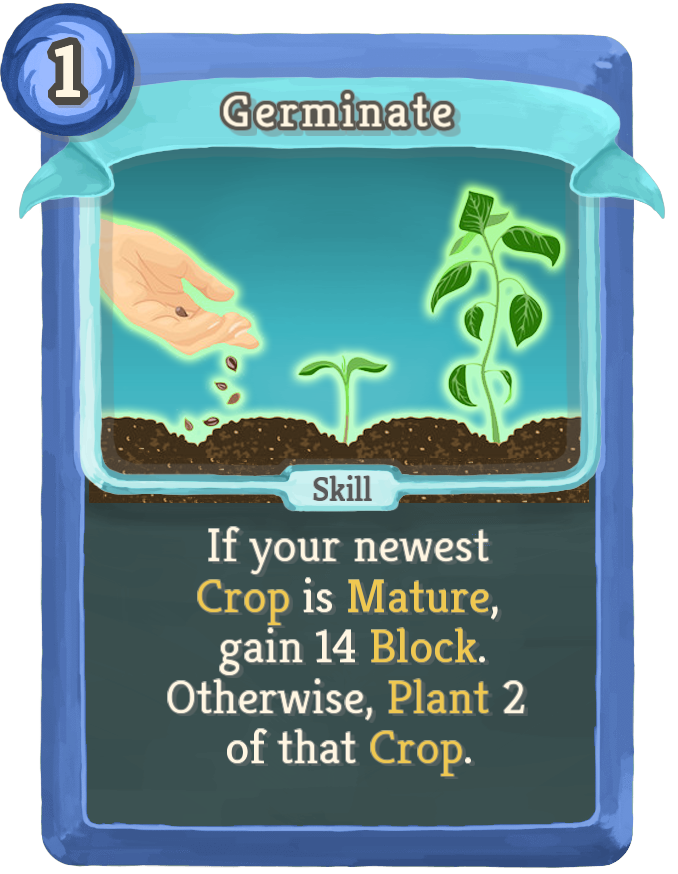 1
Germinate
Skill
If your newest
Crop is Mature,
gain 14 Block.
Otherwise, Plant 2
of that Crop.